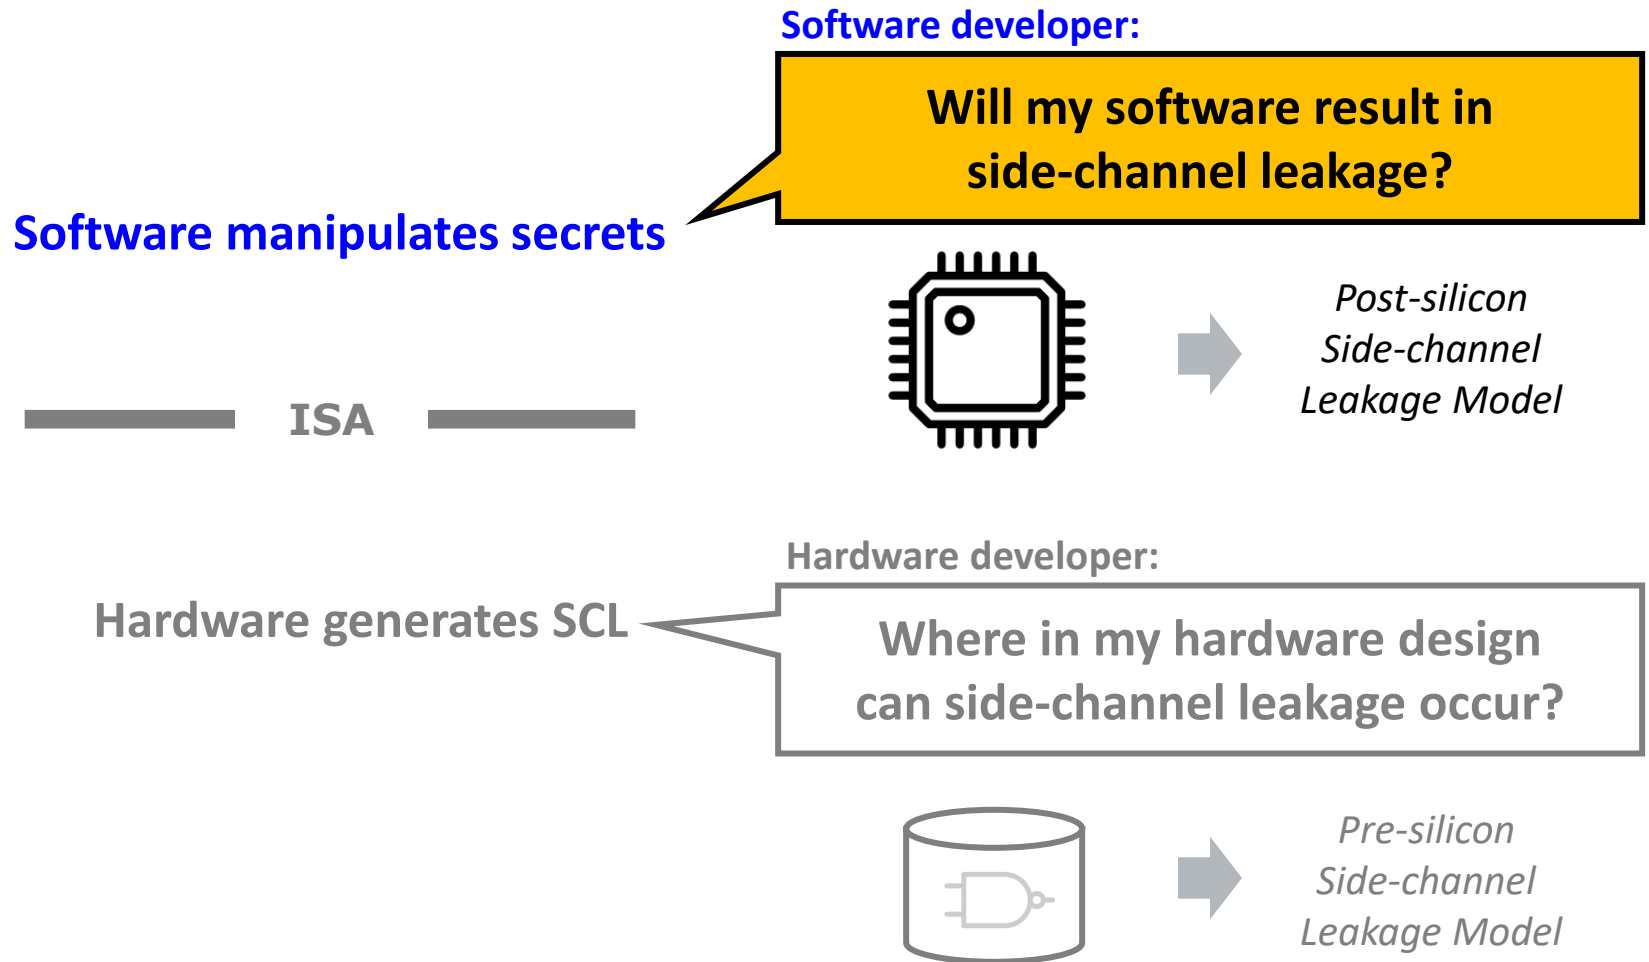 Software developer:
Will my software result in
side-channel leakage?
Software manipulates secrets
Post-silicon
Side-channel
Leakage Model
ISA
Hardware developer:
Hardware generates SCL
Where in my hardware design
can side-channel leakage occur?
Pre-silicon
Side-channel
Leakage Model